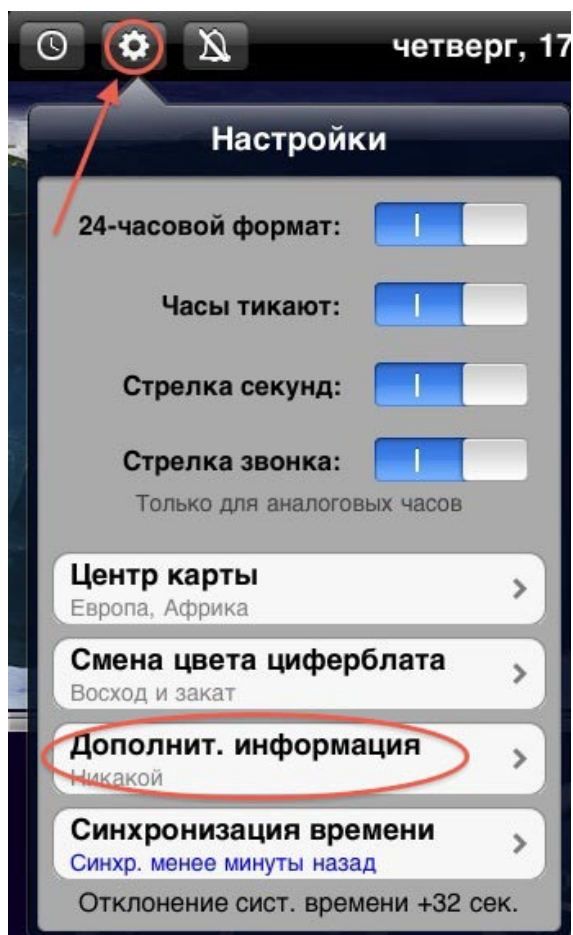 четверг, 17
Настройки
24-часовой формат:
Часы тикают:
Стрелка секунд:
Стрелка звонка:
Только для аналоговых часов
Центр карты
Европа, Африка
Смена цвета циферблата
Восход и закат
Дополнит. информация
Никакой
Синхронизация времени
Синхр. менее минуты назад
Отклонение сист. времени +32 сек.